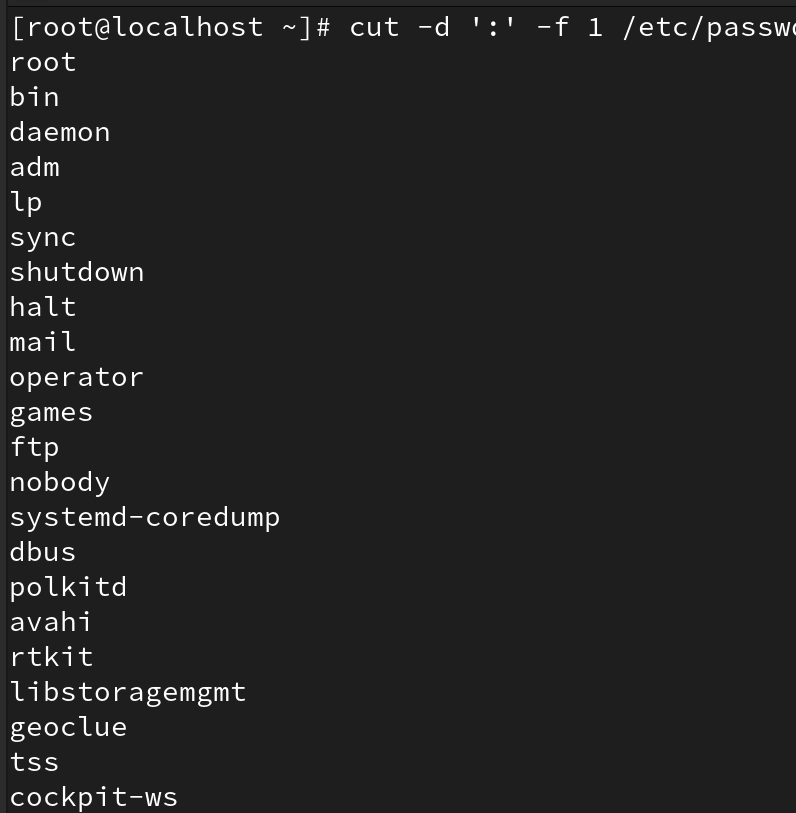 [root@localhost ~]# cut -d ':' -f 1 /etc/passw
root
bin
daemon
adm
lp
sync
shutdown
halt
mail
operator
games
ftp
nobody
systemd-coredump
dbus
polkitd
avahi
rtkit
libstoragemgmt
geoclue
tss
cockpit-ws